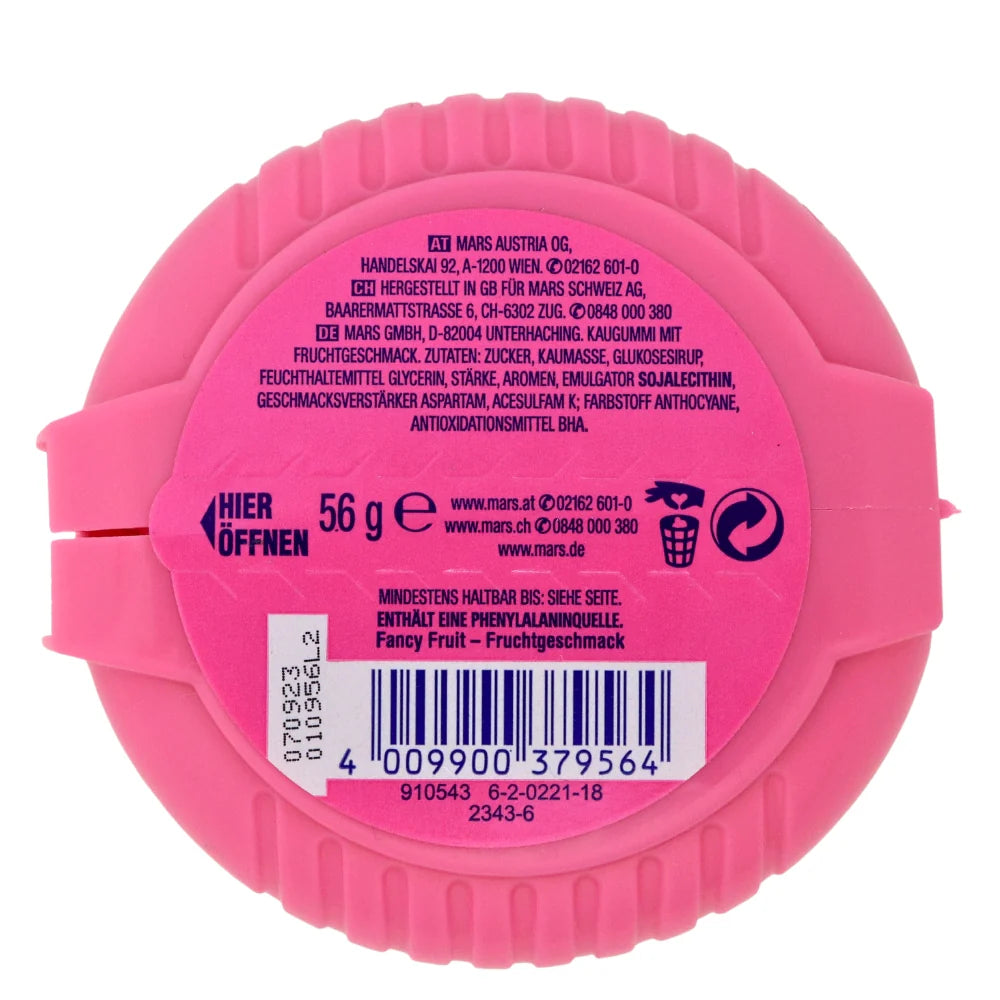 AT MARS AUSTRIA OG,
HANDELSKAI 92, A-1200 WIEN. ✆02162 601-0
CH HERGESTELLT IN GB FÜR MARS SCHWEIZ AG,
BAARERMATTSTRASSE 6, CH-6302 ZUG. ✆0848 000 380
DE MARS GMBH, D-82004 UNTERHACHING. KAUGUMMI MIT
FRUCHTGESCHMACK. ZUTATEN: ZUCKER, KAUMASSE, GLUKOSESIRUP,
FEUCHTHALTEMITTEL GLYCERIN, STÄRKE, AROMEN, EMULGATOR SOJALECITHIN,
GESCHMACKSVERSTÄRKER ASPARTAM, ACESULFAM K; FARBSTOFF ANTHOCYANE,
ANTIOXIDATIONSMITTEL BHA.
HIER
ÖFFNEN
56 g ℮
www.mars.at ✆02162 601-0
www.mars.ch ✆0848 000 380
www.mars.de
MINDESTENS HALTBAR BIS: SIEHE SEITE.
ENTHÄLT EINE PHENYLALANINQUELLE.
Fancy Fruit – Fruchtgeschmack
070923
010956L2
4 009900 379564
910543 6-2-0221-18
2343-6